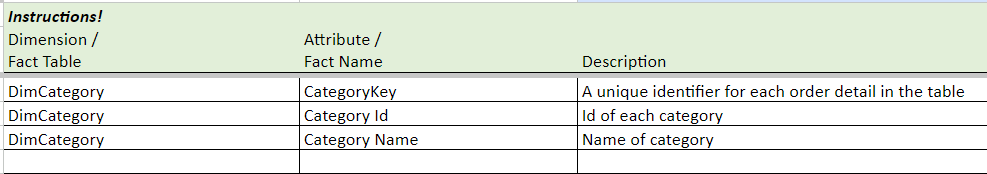 Instructions!
Dimension / Attribute /
Fact Table Fact Name Description
DimCategory CategoryKey A unique identifier for each order detail in the table
DimCategory Category Id Id of each category
DimCategory Category Name Name of category